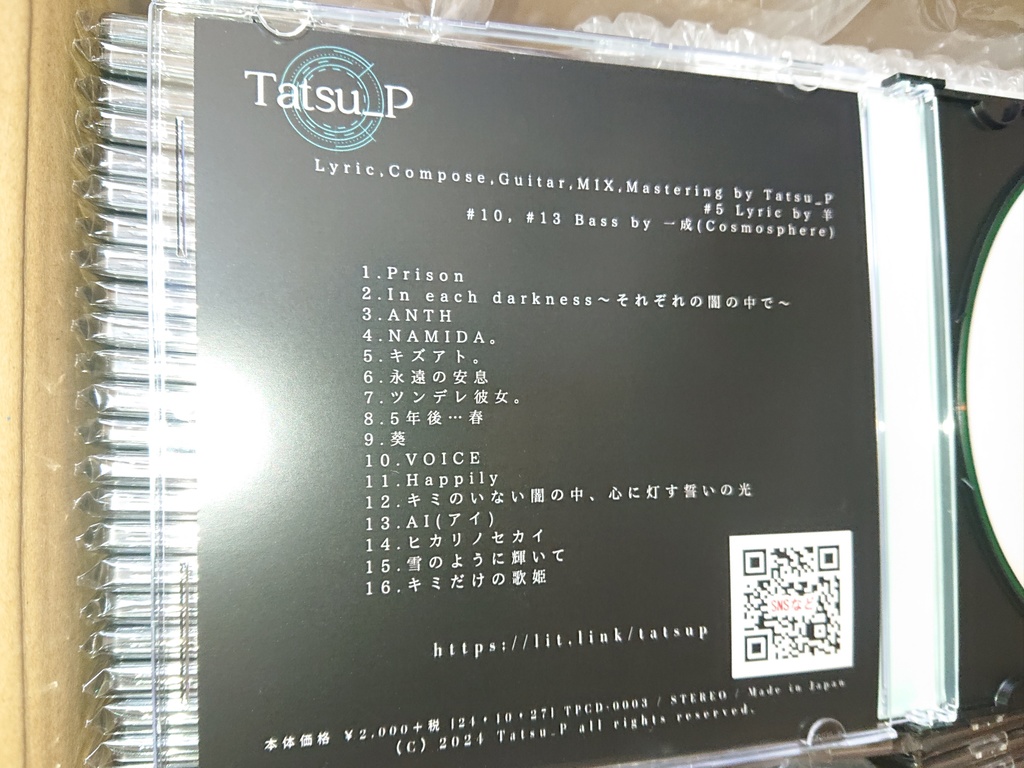 Tatsu_P
Lyric,Compose,Guitar,MIX,Mastering by Tatsu_P
#5 Lyric by 羊
#10, #13 Bass by 一成(Cosmosphere)
1.Prison
2.In each darkness～それぞれの闇の中で～
3.ANTH
4.NAMIDA。
5.キズアト。
6.永遠の安息
7.ツンデレ彼女。
8.5年後…春
9.葵
10.VOICE
11.Happily
12.キミのいない闇の中、心に灯す誓いの光
13.AI(アイ)
14.ヒカリノセカイ
15.雪のように輝いて
16.キミだけの歌姫
SNSなど
https://lit.link/tatsup
本体価格 ¥2,000+税 [24・10・27] TPCD-0003 / STEREO / Made in Japan
(C) 2024 Tatsu_P all rights reserved.